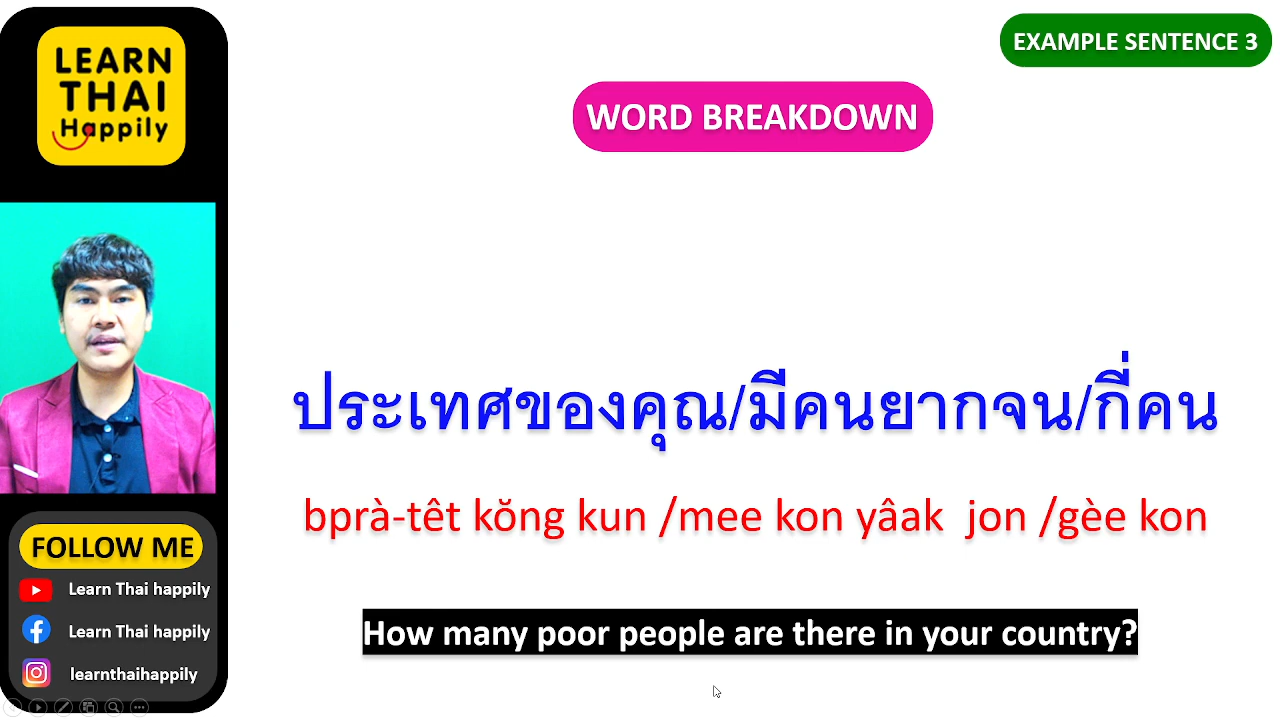 LEARN
THAI
Happily
EXAMPLE SENTENCE 3
WORD BREAKDOWN
ประเทศของคุณ/มีคนยากจน/กี่คน
bprà-têt kŏng kun /mee kon yâak jon /gèe kon
How many poor people are there in your country?
FOLLOW ME
Learn Thai happily
Learn Thai happily
learnthaihappily